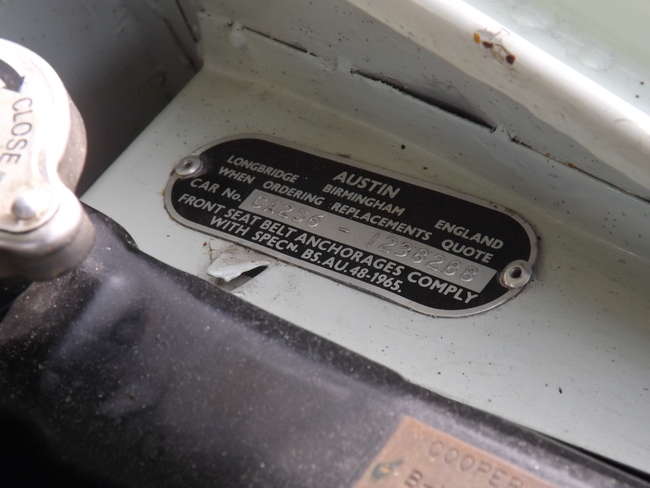 CLOSE
AUSTIN
LONGBRIDGE BIRMINGHAM ENGLAND
WHEN ORDERING REPLACEMENTS QUOTE
CAR No.
FRONT SEAT BELT ANCHORAGES COMPLY
WITH SPECN. BS.AU.48-1965.
COOPER